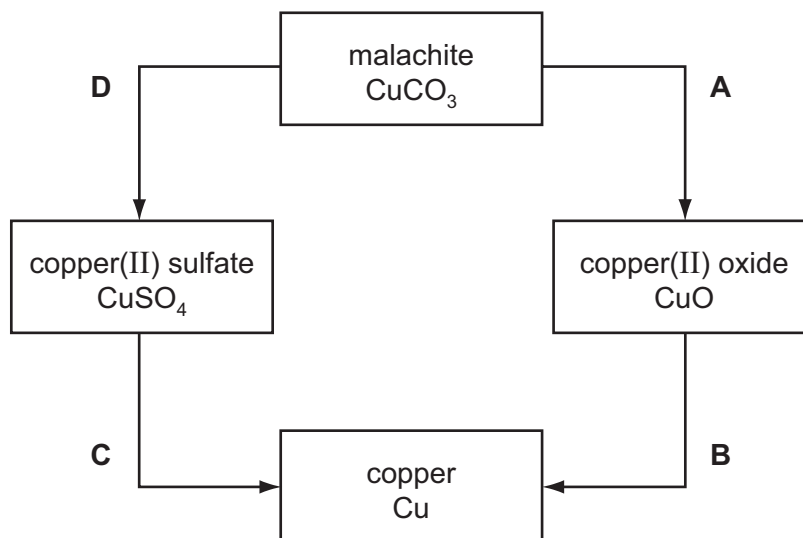 malachite
CuCO₃
D
A
copper(II) sulfate
CuSO₄
copper(II) oxide
CuO
C
B
copper
Cu